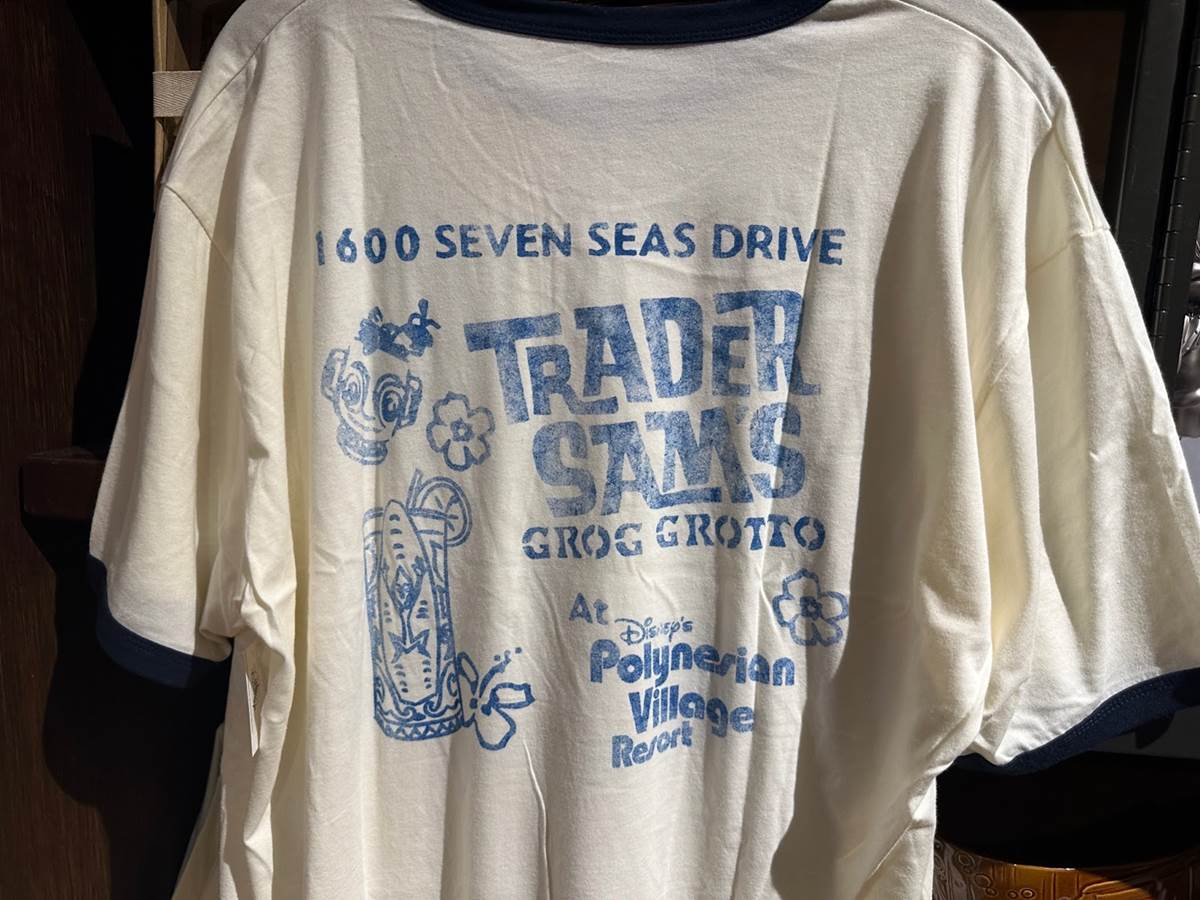 1600 SEVEN SEAS DRIVE
TRADER
SAM'S
GROG GROTTO
At
Disney's
Polynesian
Village
Resort